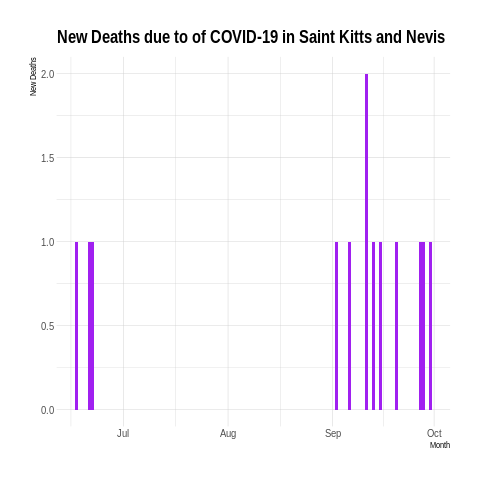 New Deaths due to of COVID-19 in Saint Kitts and Nevis
New Deaths
2.0
1.5
1.0
0.5
0.0
Jul Aug Sep Oct
Month